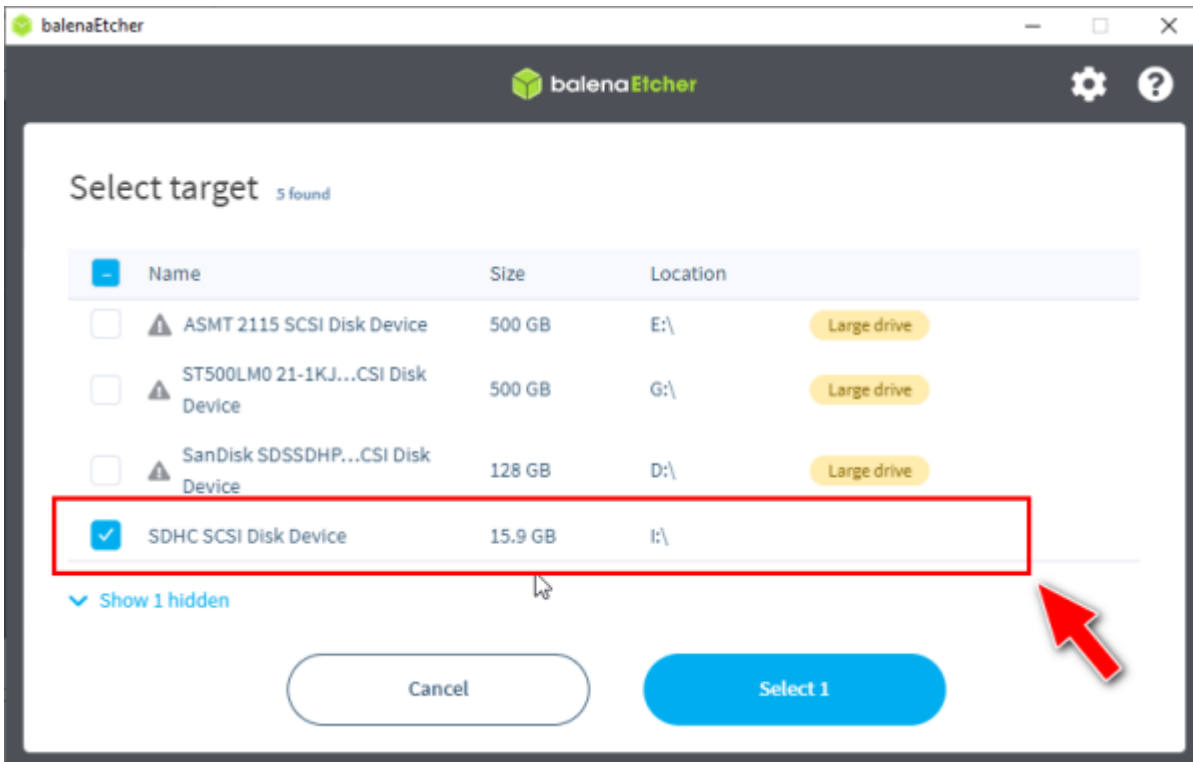 balenaEtcher
balenaEtcher
Select target 5 found
Name Size Location
ASMT 2115 SCSI Disk Device 500 GB E:\ Large drive
ST500LM0 21-1KJ...CSI Disk
Device 500 GB G:\ Large drive
SanDisk SDSSDHP...CSI Disk
Device 128 GB D:\ Large drive
SDHC SCSI Disk Device 15.9 GB I:\
Show 1 hidden
Cancel Select 1